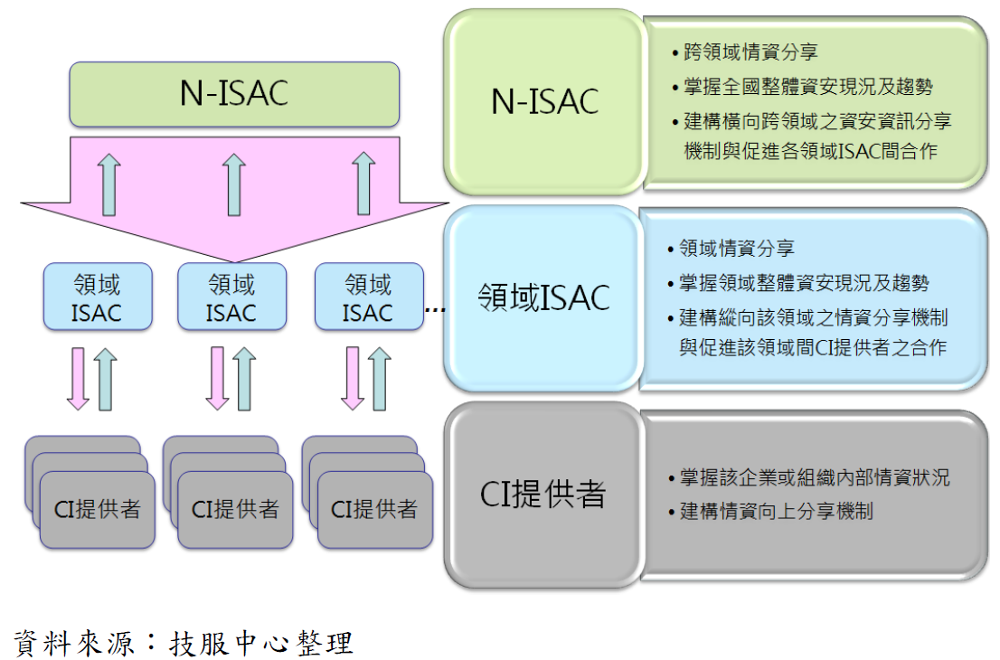 N-ISAC
領域
ISAC
領域
ISAC
領域
ISAC
...
CI提供者
CI提供者
CI提供者
N-ISAC
• 跨領域情資分享
• 掌握全國整體資安現況及趨勢
• 建構橫向跨領域之資安資訊分享
機制與促進各領域ISAC間合作
領域ISAC
• 領域情資分享
• 掌握領域整體資安現況及趨勢
• 建構縱向該領域之情資分享機制
與促進該領域間CI提供者之合作
CI提供者
• 掌握該企業或組織內部情資狀況
• 建構情資向上分享機制
資料來源：技服中心整理